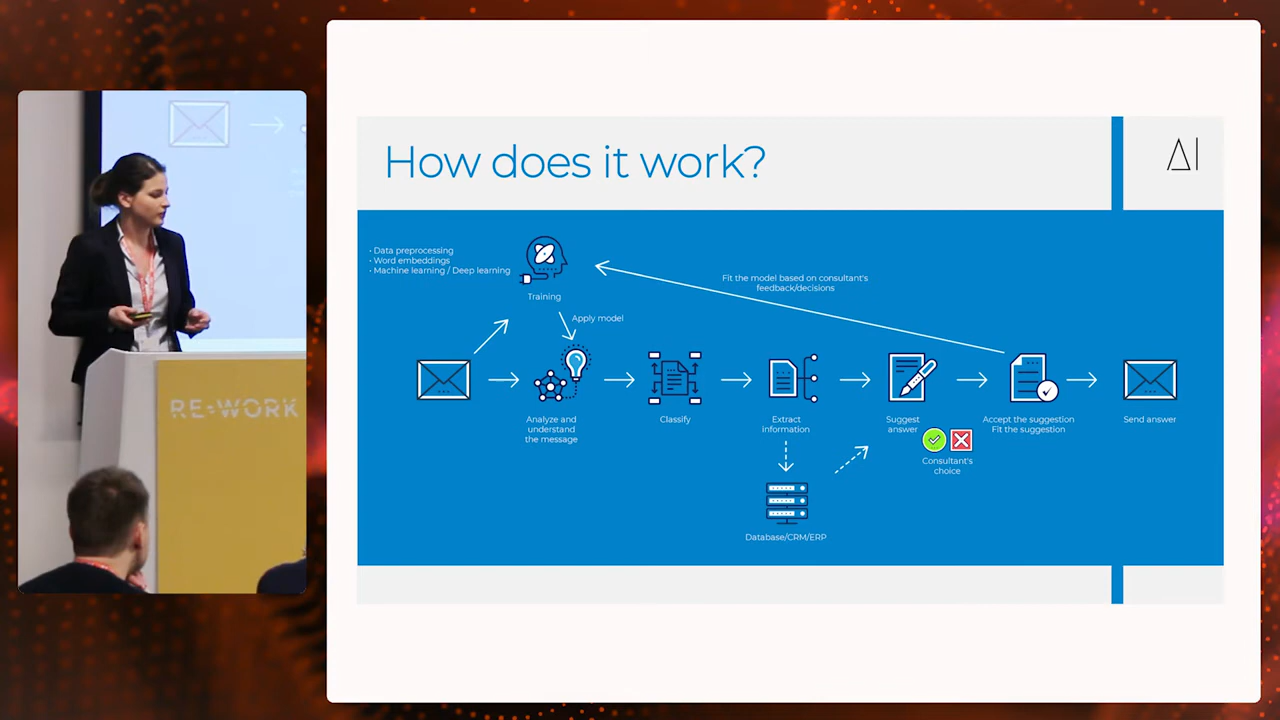 How does it work?
AI
• Data preprocessing
• Word embeddings
• Machine learning / Deep learning
Training
Fit the model based on consultant's
feedback/decisions
Apply model
Analyze and
understand
the message
Classify
Extract
information
Suggest
answer
Accept the suggestion
Fit the suggestion
Send answer
Consultant's
choice
Database/CRM/ERP
RE•WORK